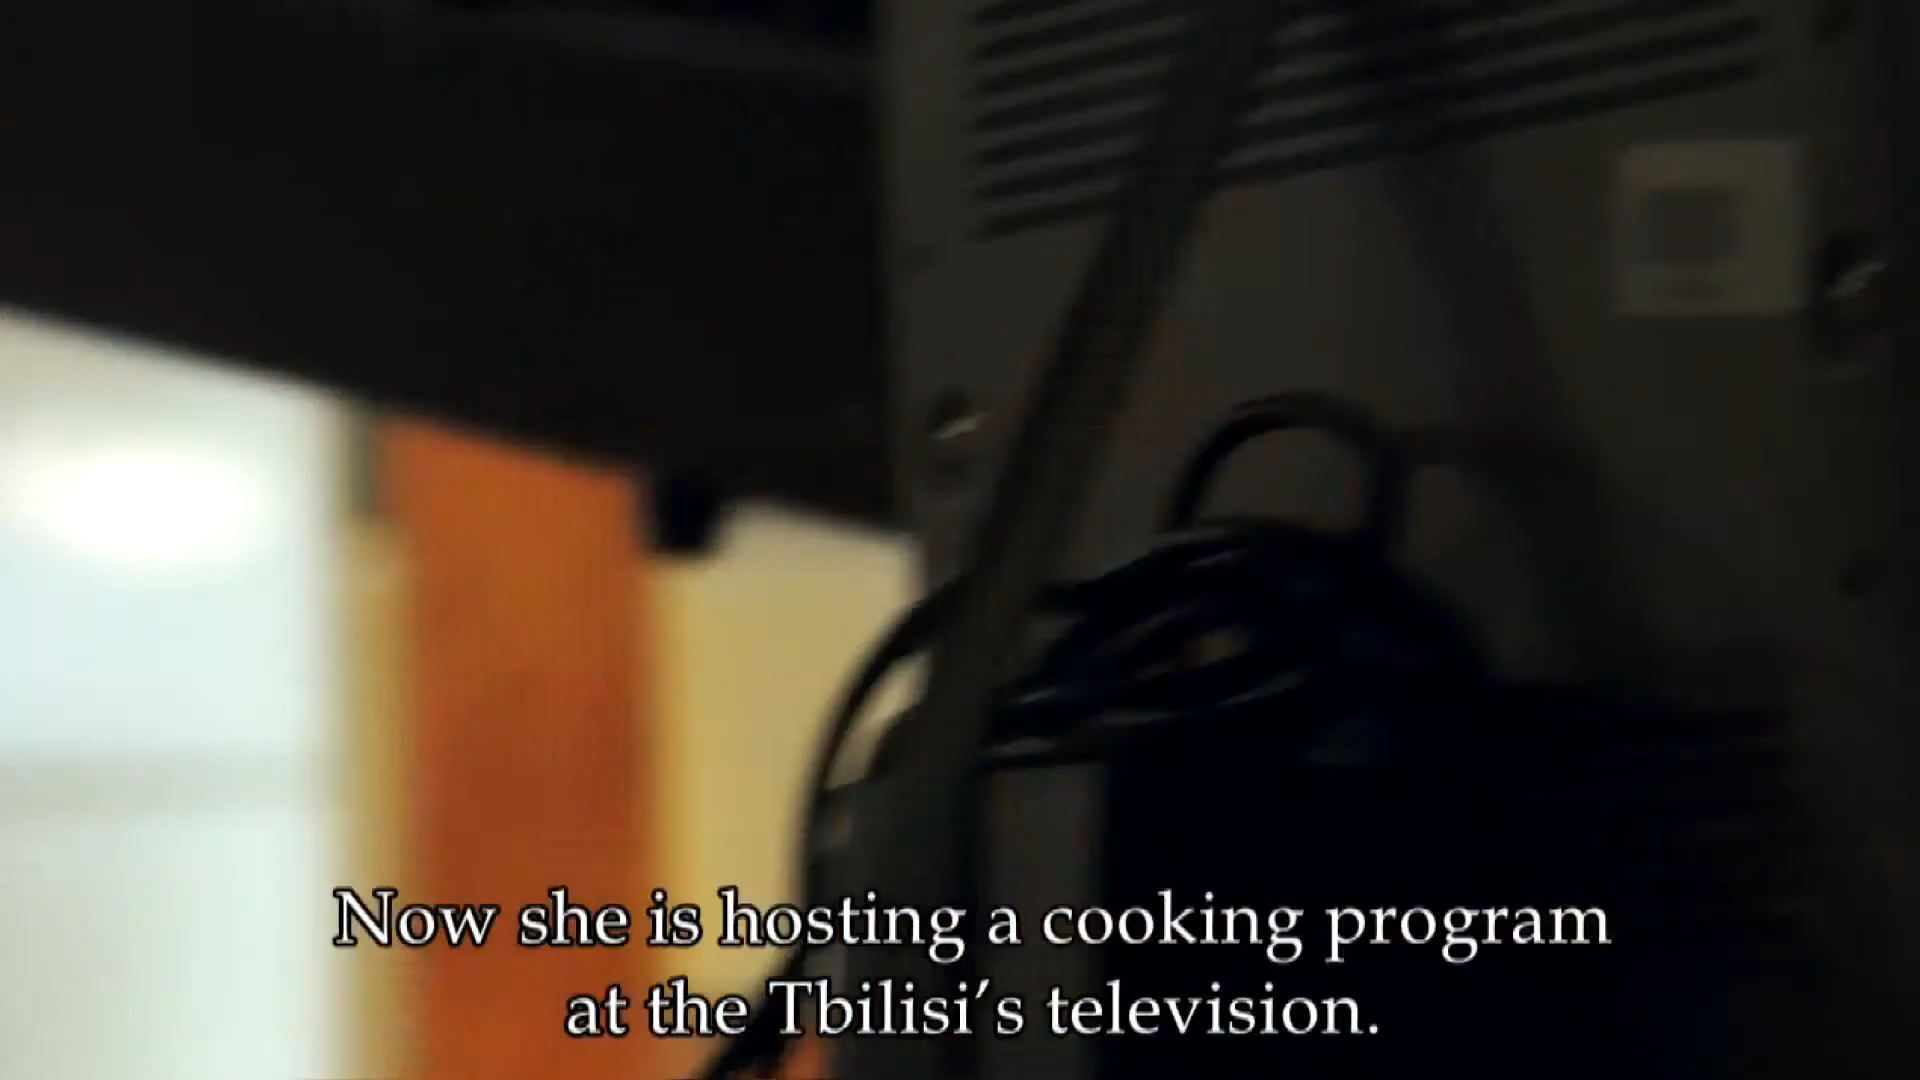 Now she is hosting a cooking program
at the Tbilisi’s television.